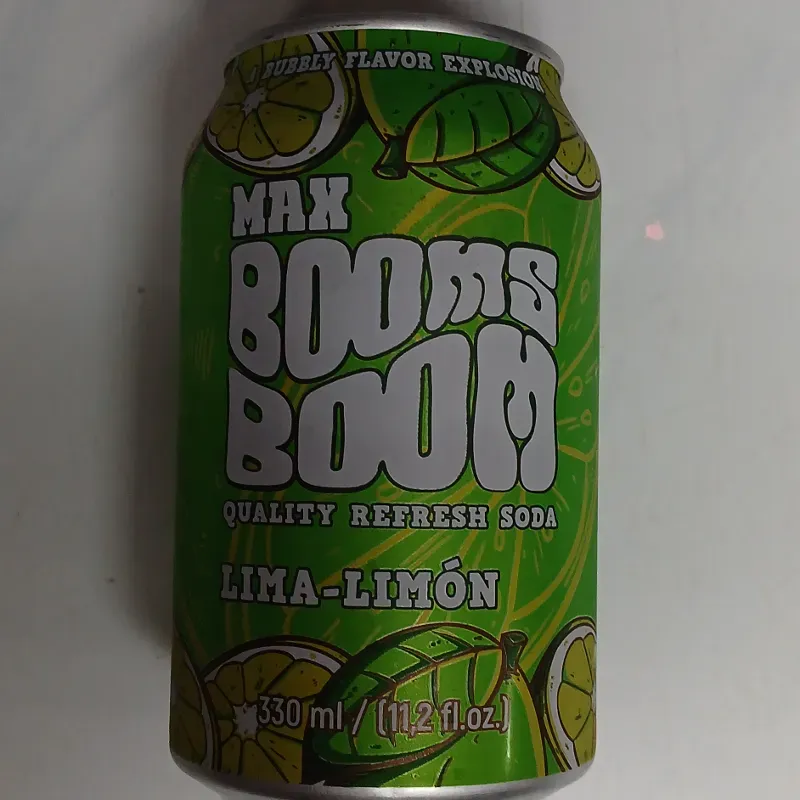 BUBBLY FLAVOR EXPLOSION
MAX
BOOMS
BOOM
QUALITY REFRESH SODA
LIMA-LIMÓN
330 ml / (11,2 fl.oz.)